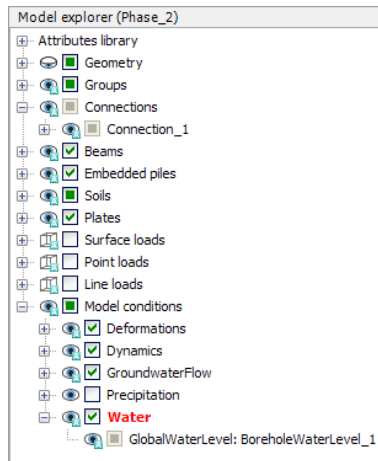 Model explorer (Phase_2)
Attributes library
Geometry
Groups
Connections
Connection_1
Beams
Embedded piles
Soils
Plates
Surface loads
Point loads
Line loads
Model conditions
Deformations
Dynamics
GroundwaterFlow
Precipitation
Water
GlobalWaterLevel: BoreholeWaterLevel_1